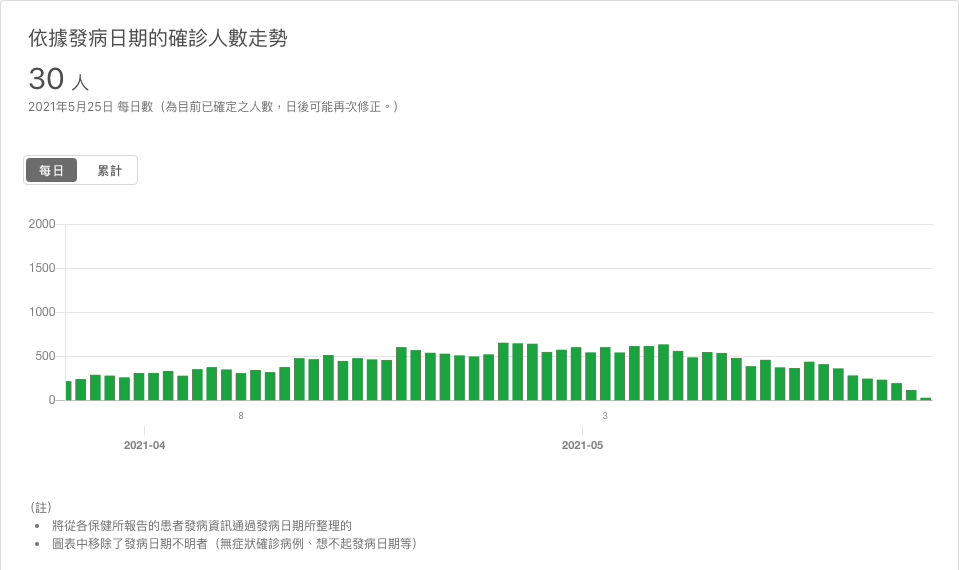 依據發病日期的確診人數走勢
30 人
2021年5月25日 每日數（為目前已確定之人數，日後可能再次修正。）
每日 累計
2000
1500
1000
500
0
8 3
2021-04 2021-05
（註）
• 將從各保健所報告的患者發病資訊通過發病日期所整理的
• 圖表中移除了發病日期不明者（無症狀確診病例、想不起發病日期等）